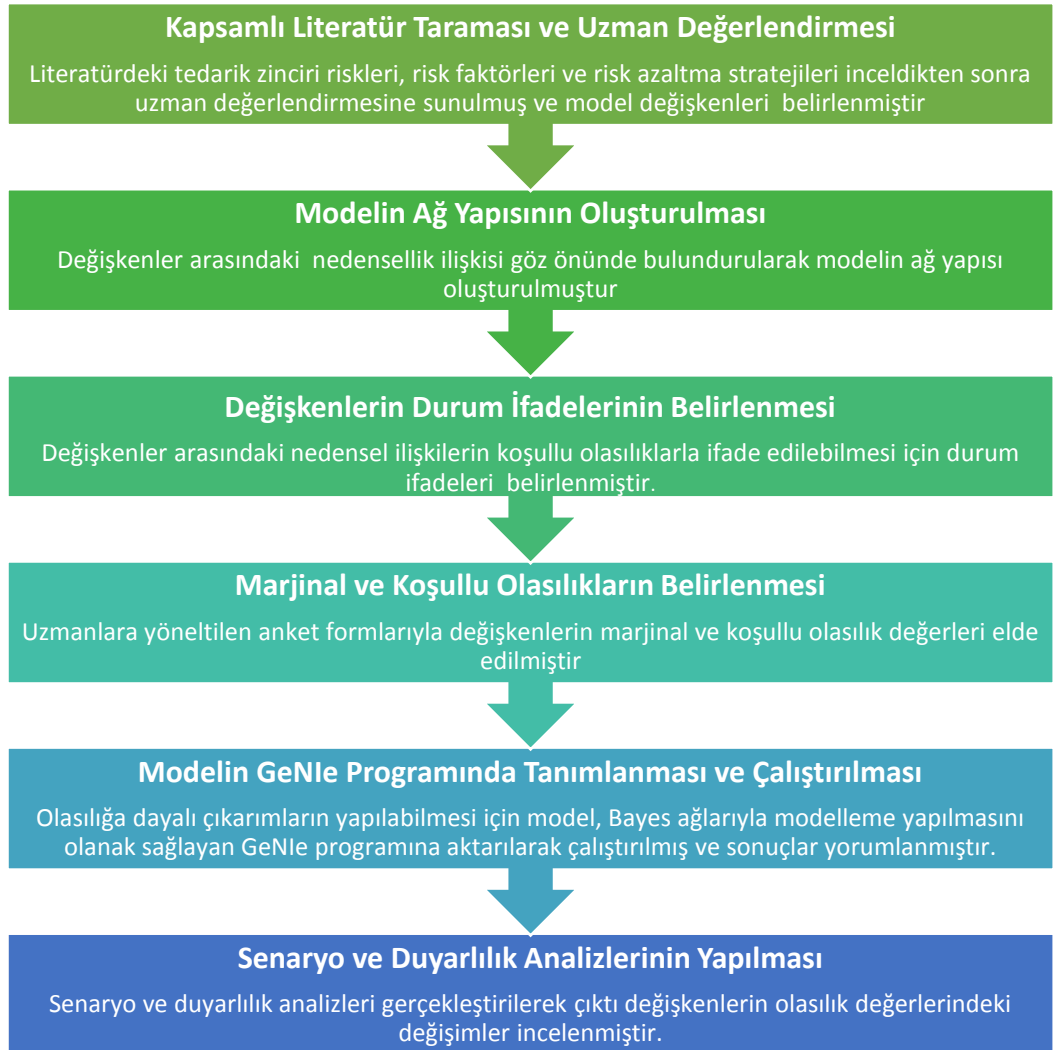 Kapsamlı Literatür Taraması ve Uzman Değerlendirmesi
Literatürdeki tedarik zinciri riskleri, risk faktörleri ve risk azaltma stratejileri inceldikten sonra
uzman değerlendirmesine sunulmuş ve model değişkenleri belirlenmiştir
Modelin Ağ Yapısının Oluşturulması
Değişkenler arasındaki nedensellik ilişkisi göz önünde bulundurularak modelin ağ yapısı
oluşturulmuştur
Değişkenlerin Durum İfadelerinin Belirlenmesi
Değişkenler arasındaki nedensel ilişkilerin koşullu olasılıklarla ifade edilebilmesi için durum
ifadeleri belirlenmiştir.
Marjinal ve Koşullu Olasılıkların Belirlenmesi
Uzmanlara yöneltilen anket formlarıyla değişkenlerin marjinal ve koşullu olasılık değerleri elde
edilmiştir
Modelin GeNIe Programında Tanımlanması ve Çalıştırılması
Olasılığa dayalı çıkarımların yapılabilmesi için model, Bayes ağlarıyla modelleme yapılmasını
olanak sağlayan GeNIe programına aktarılarak çalıştırılmış ve sonuçlar yorumlanmıştır.
Senaryo ve Duyarlılık Analizlerinin Yapılması
Senaryo ve duyarlılık analizleri gerçekleştirilerek çıktı değişkenlerin olasılık değerlerindeki
değişimler incelenmiştir.